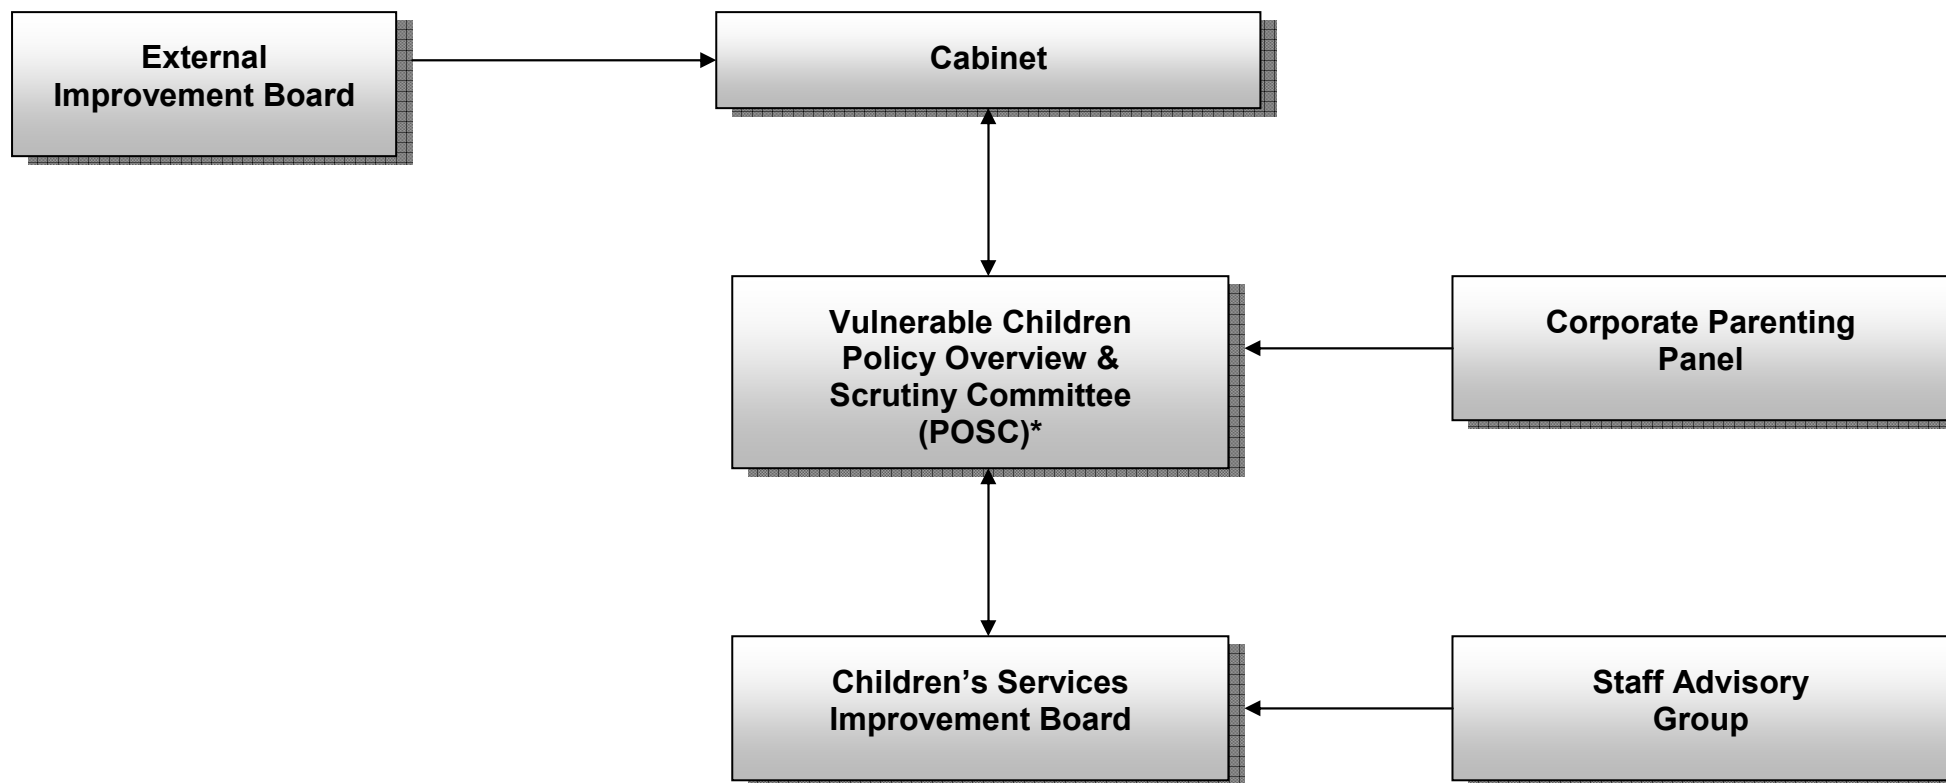 External
Improvement Board
Cabinet
Vulnerable Children
Policy Overview &
Scrutiny Committee
(POSC)*
Corporate Parenting
Panel
Children’s Services
Improvement Board
Staff Advisory
Group